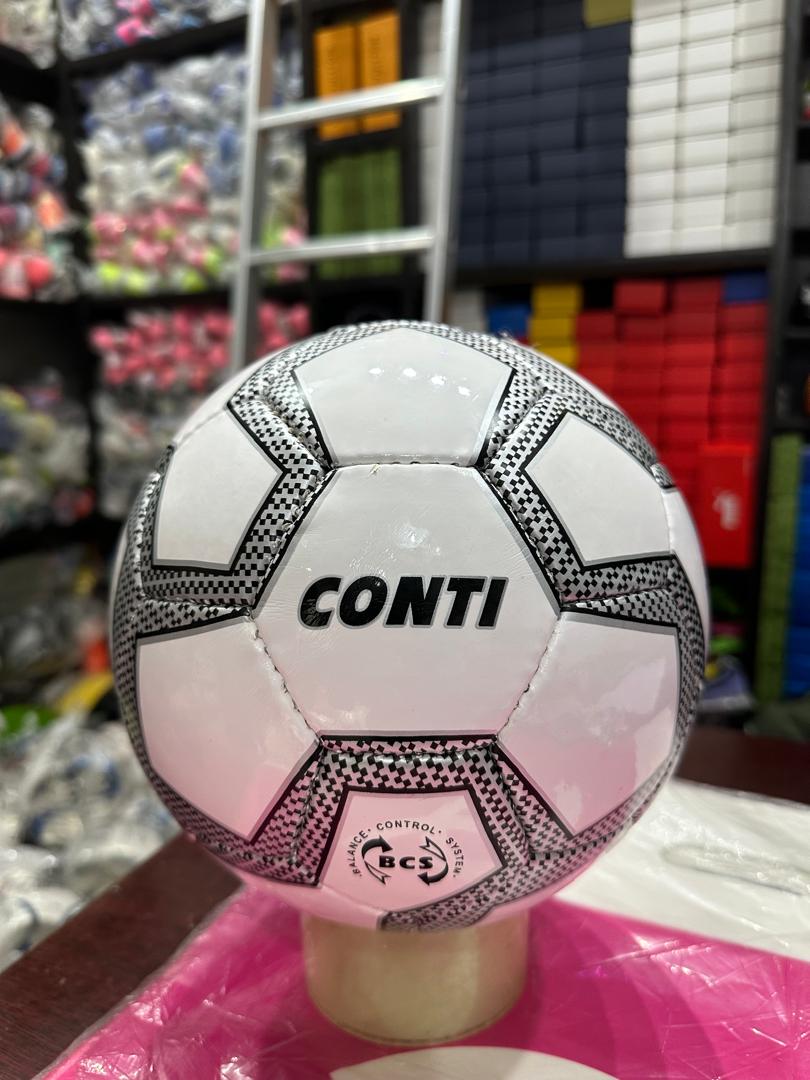 CONTI
BALANCE· CONTROL· SYSTEM·
BCS